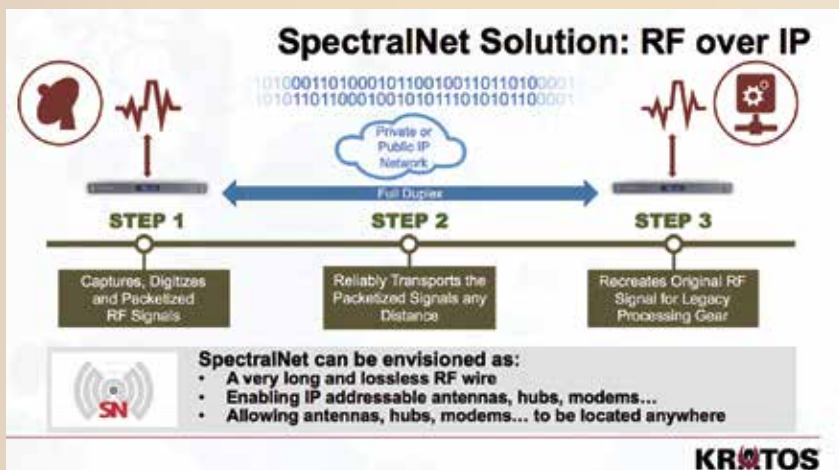 SpectralNet Solution: RF over IP
1010001101000101100100110110100001
1010110110001001010111010101100001
Private or
Public IP
Network
Full Duplex
STEP 1
STEP 2
STEP 3
Captures, Digitizes
and Packetized
RF Signals
Reliably Transports the
Packetized Signals any
Distance
Recreates Original RF
Signal for Legacy
Processing Gear
SN
SpectralNet can be envisioned as:
• A very long and lossless RF wire
• Enabling IP addressable antennas, hubs, modems…
• Allowing antennas, hubs, modems… to be located anywhere
KRATOS